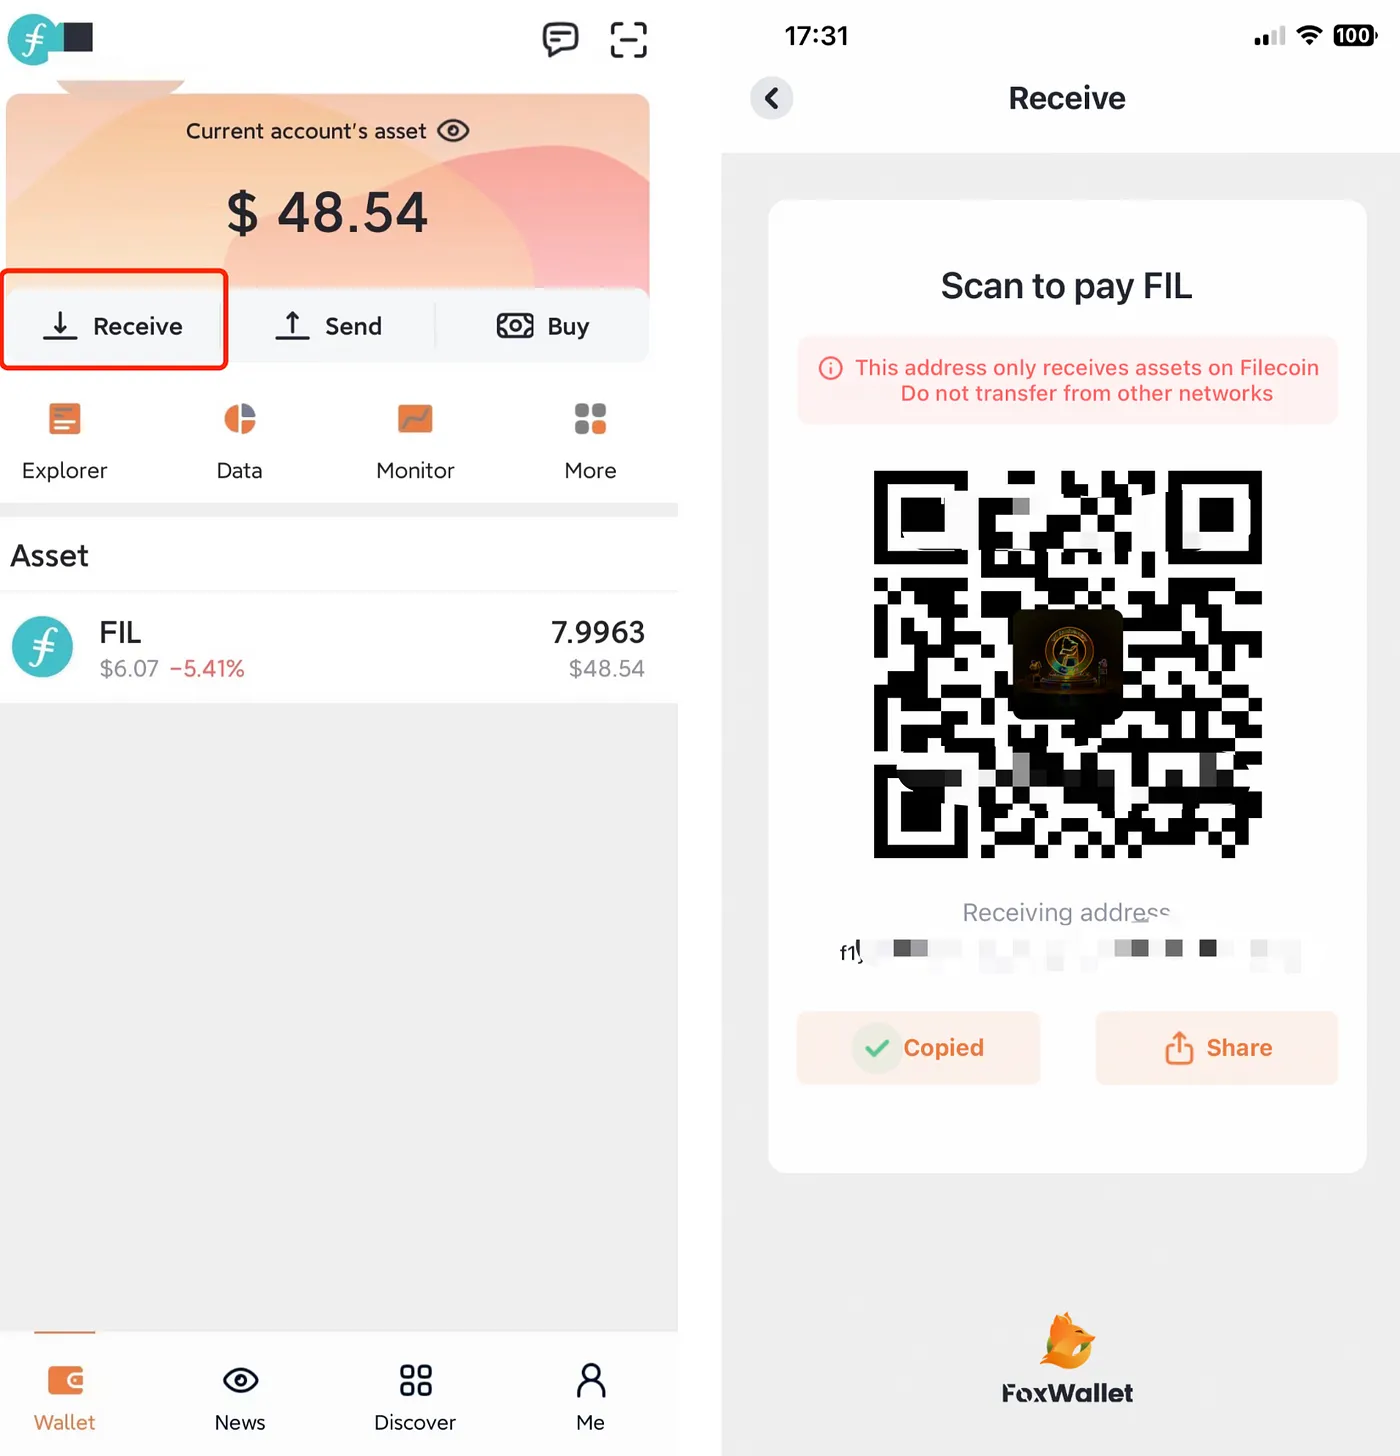 Current account's asset
$ 48.54
Receive
Send
Buy
Explorer
Data
Monitor
More
Asset
FIL
7.9963
$6.07 -5.41%
$48.54
Wallet
News
Discover
Me
17:31
100
Receive
Scan to pay FIL
This address only receives assets on Filecoin
Do not transfer from other networks
Receiving address
Copied
Share
FoxWallet